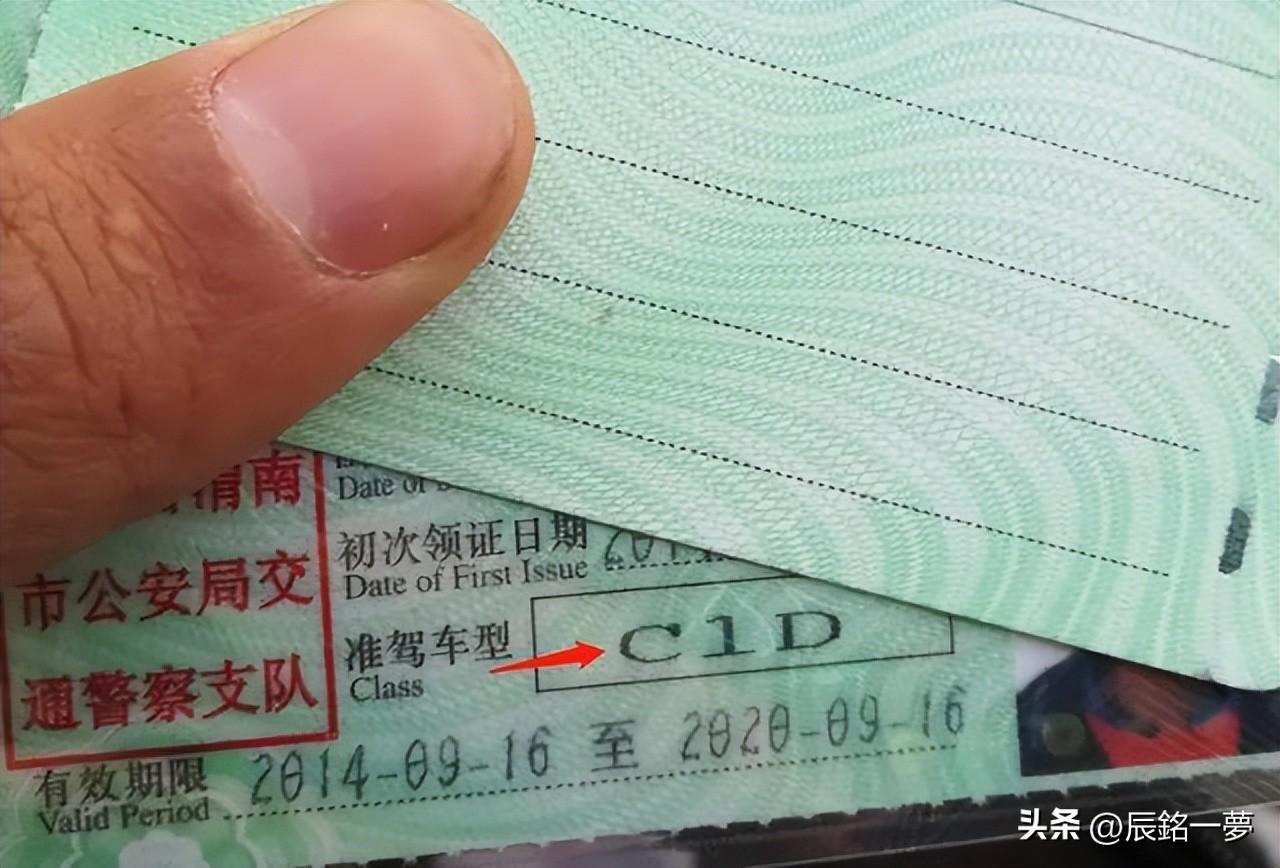 渭南
市公安局交
通警察支队
Date of
初次领证日期
Date of First Issue
准驾车型
Class
C1D
有效期限
Valid Period
2014-09-16 至 2020-09-16
头条 @辰銘一夢